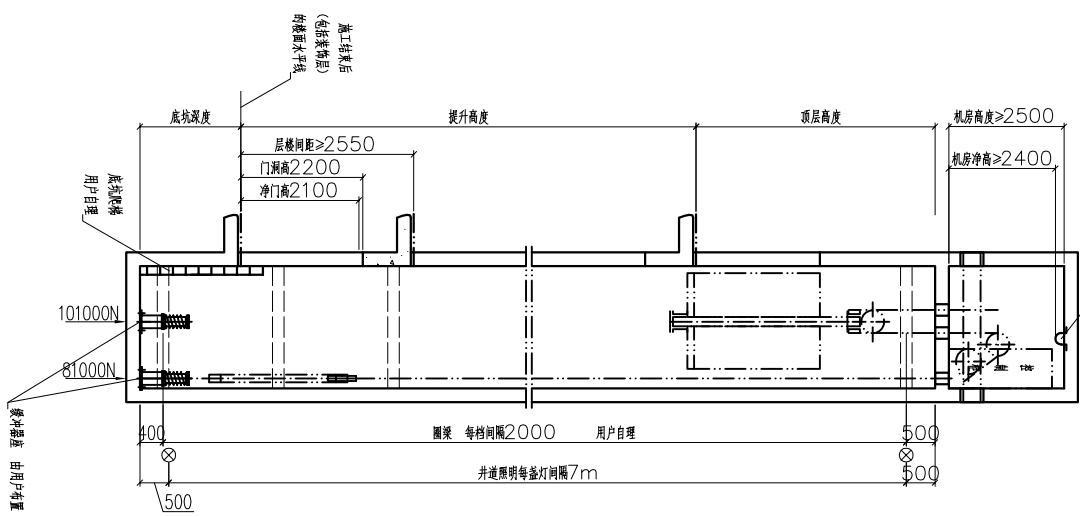 施工结束后
(包括装饰层)
的楼面水平线
底坑深度
提升高度
顶层高度
机房高度≥2500
层楼间距≥2550
机房净高≥2400
门洞高2200
净门高2100
底坑爬梯
用户自理
101000N
81000N
控 制 柜
缓冲器座 由用户布置
400
圈梁 每档间隔2000 用户自理
500
井道照明每盏灯间隔7m
500
500